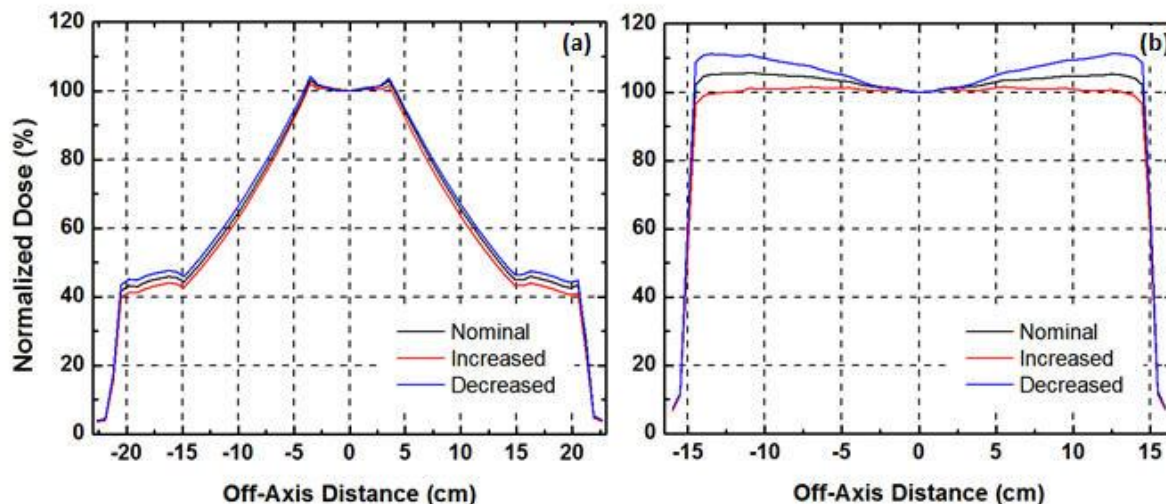 120
100
80
60
40
20
0
Normalized Dose (%)
(a)
Nominal
Increased
Decreased
-20 -15 -10 -5 0 5 10 15 20
Off-Axis Distance (cm)
120
100
80
60
40
20
0
(b)
Nominal
Increased
Decreased
-15 -10 -5 0 5 10 15
Off-Axis Distance (cm)